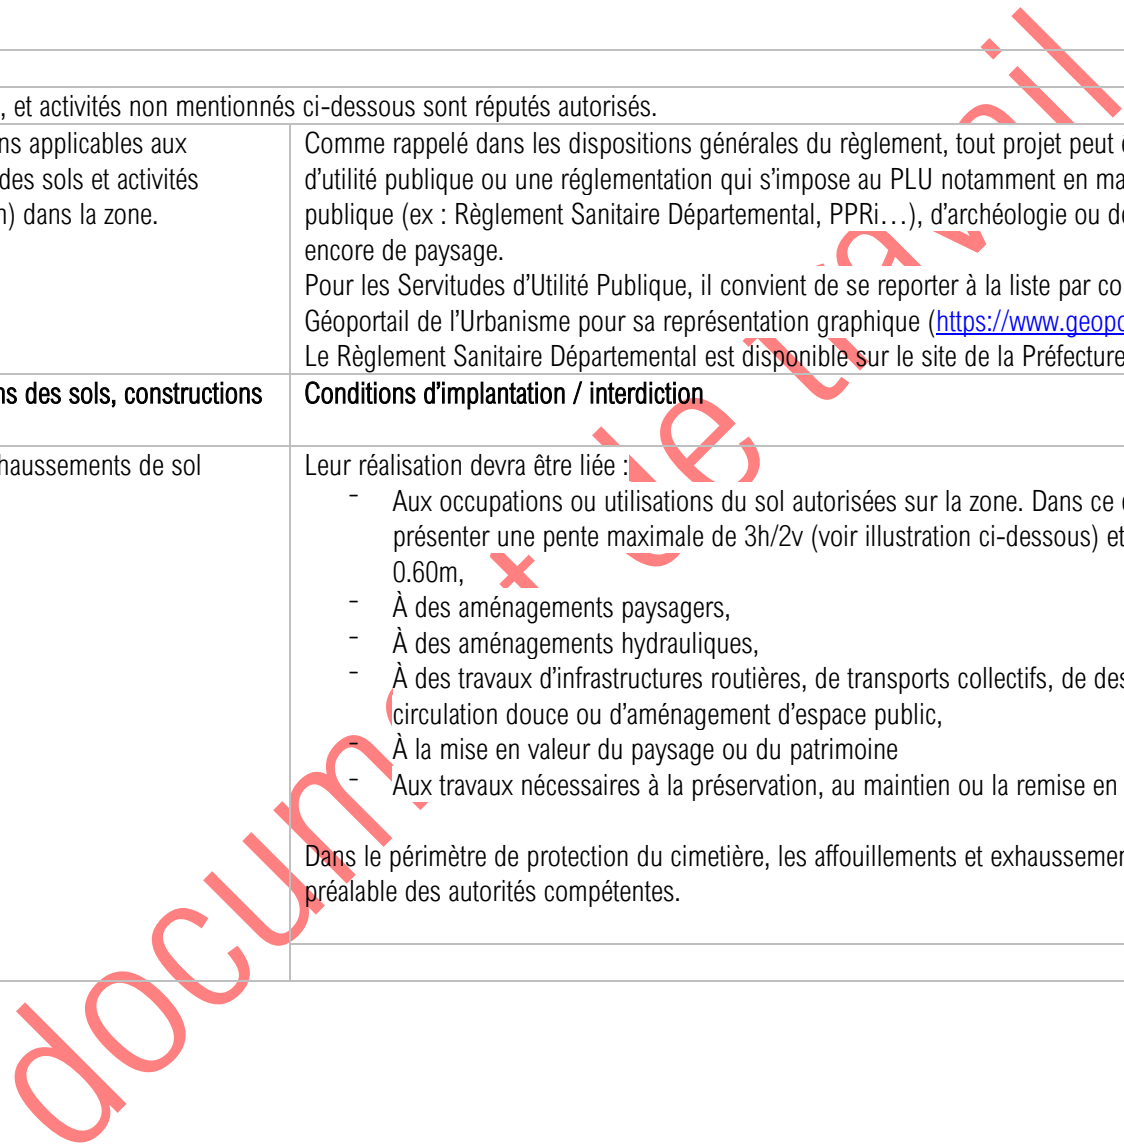 , et activités non mentionnés ci-dessous sont réputés autorisés.
ns applicables aux
des sols et activités
n) dans la zone.
Comme rappelé dans les dispositions générales du règlement, tout projet peut
d'utilité publique ou une réglementation qui s'impose au PLU notamment en ma
publique (ex : Règlement Sanitaire Départemental, PPRi…), d'archéologie ou de
encore de paysage.
Pour les Servitudes d'Utilité Publique, il convient de se reporter à la liste par co
Géoportail de l'Urbanisme pour sa représentation graphique (https://www.geopo
Le Règlement Sanitaire Départemental est disponible sur le site de la Préfecture
ns des sols, constructions
Conditions d'implantation / interdiction
haussements de sol
Leur réalisation devra être liée :
- Aux occupations ou utilisations du sol autorisées sur la zone. Dans ce
présenter une pente maximale de 3h/2v (voir illustration ci-dessous) et
0.60m,
- À des aménagements paysagers,
- À des aménagements hydrauliques,
- À des travaux d'infrastructures routières, de transports collectifs, de des
circulation douce ou d'aménagement d'espace public,
- À la mise en valeur du paysage ou du patrimoine
- Aux travaux nécessaires à la préservation, au maintien ou la remise en
Dans le périmètre de protection du cimetière, les affouillements et exhaussemen
préalable des autorités compétentes.
document de travail